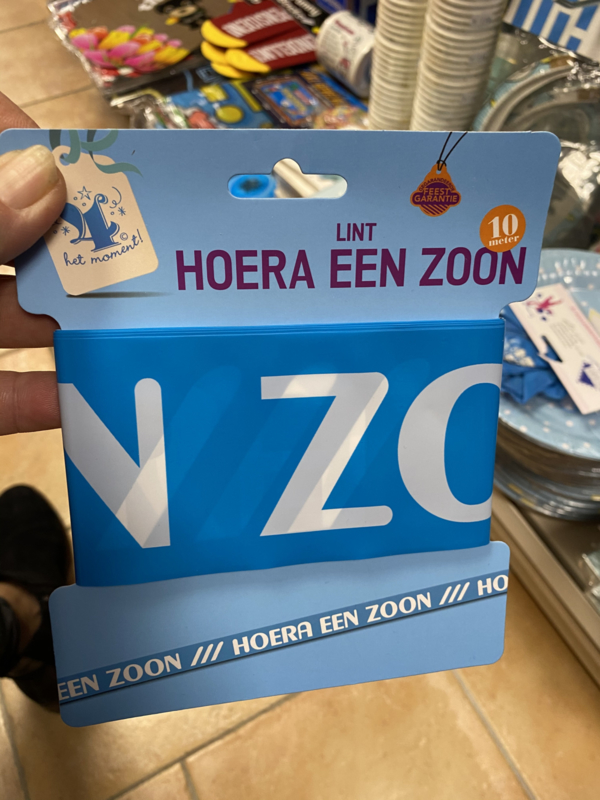 het moment!
FEEST
GARANTIE
10
meter
LINT
HOERA EEN ZOON
N ZO
EEN ZOON /// HOERA EEN ZOON /// HO